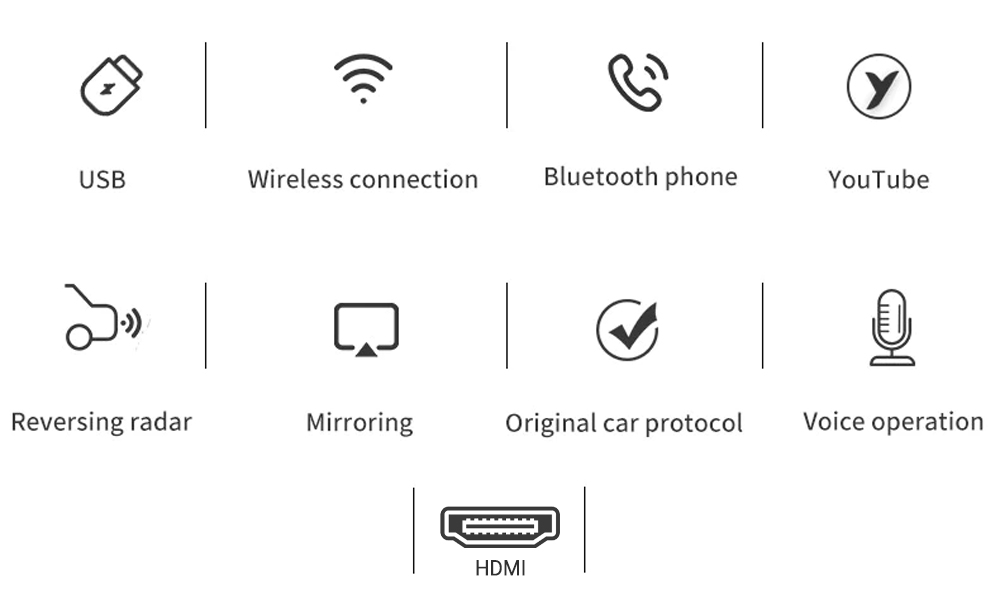 USB
Wireless connection
Bluetooth phone
YouTube
Reversing radar
Mirroring
Original car protocol
Voice operation
HDMI